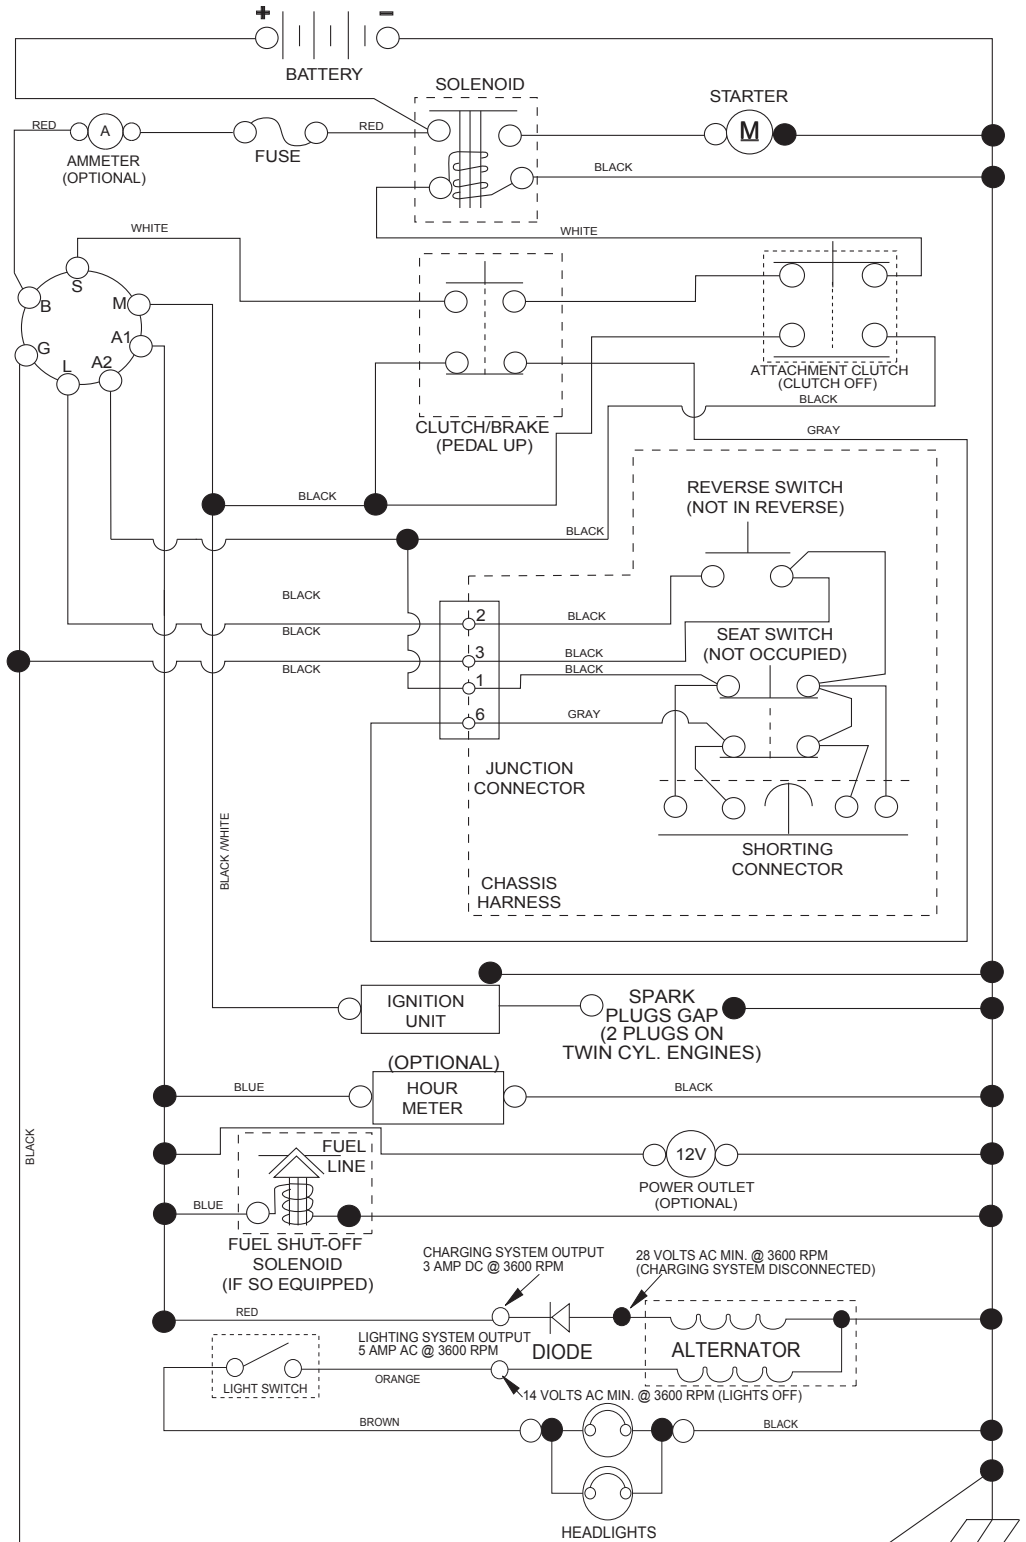 + −
BATTERY
SOLENOID
STARTER
M
RED
A
AMMETER
(OPTIONAL)
FUSE
RED
BLACK
WHITE
WHITE
S
B
M
G
A1
L
A2
ATTACHMENT CLUTCH
(CLUTCH OFF)
BLACK
CLUTCH/BRAKE
(PEDAL UP)
GRAY
REVERSE SWITCH
(NOT IN REVERSE)
BLACK
BLACK
BLACK
2
BLACK
BLACK
SEAT SWITCH
(NOT OCCUPIED)
3
BLACK
BLACK
BLACK
1
6
GRAY
JUNCTION
CONNECTOR
SHORTING
CONNECTOR
BLACK /WHITE
CHASSIS
HARNESS
IGNITION
UNIT
SPARK
PLUGS GAP
(2 PLUGS ON
TWIN CYL. ENGINES)
(OPTIONAL)
HOUR
METER
BLUE
BLACK
BLACK
FUEL
LINE
12V
POWER OUTLET
(OPTIONAL)
BLUE
FUEL SHUT-OFF
SOLENOID
(IF SO EQUIPPED)
CHARGING SYSTEM OUTPUT
3 AMP DC @ 3600 RPM
28 VOLTS AC MIN. @ 3600 RPM
(CHARGING SYSTEM DISCONNECTED)
RED
LIGHTING SYSTEM OUTPUT
5 AMP AC @ 3600 RPM
DIODE
ALTERNATOR
LIGHT SWITCH
ORANGE
14 VOLTS AC MIN. @ 3600 RPM (LIGHTS OFF)
BROWN
BLACK
HEADLIGHTS